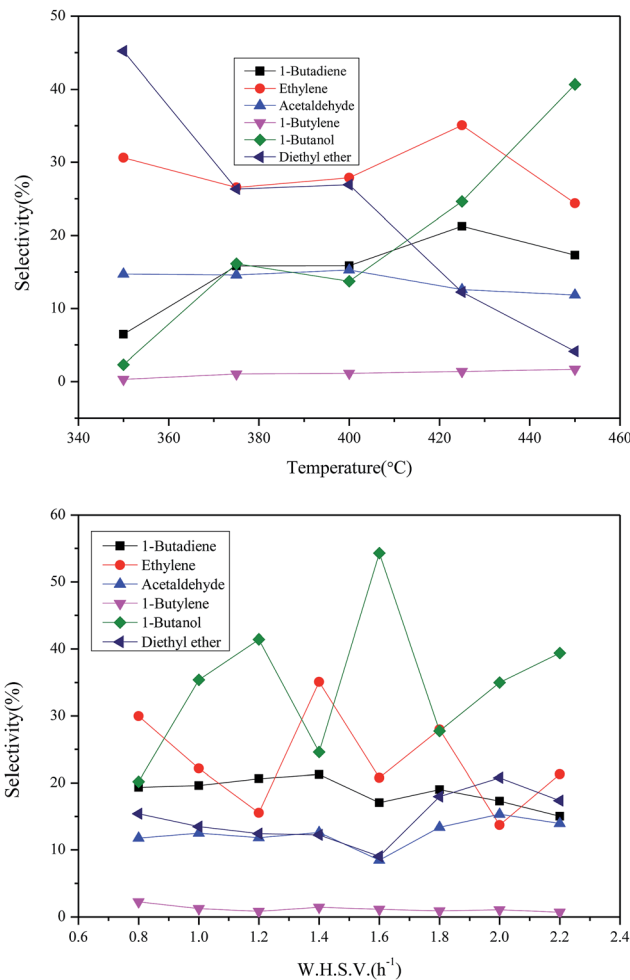 50
40
30
20
10
0
Selectivity(%)
1-Butadiene
Ethylene
Acetaldehyde
1-Butylene
1-Butanol
Diethyl ether
340 360 380 400 420 440 460
Temperature(°C)
60
50
40
30
20
10
0
Selectivity(%)
1-Butadiene
Ethylene
Acetaldehyde
1-Butylene
1-Butanol
Diethyl ether
0.6 0.8 1.0 1.2 1.4 1.6 1.8 2.0 2.2 2.4
W.H.S.V.(h⁻¹)